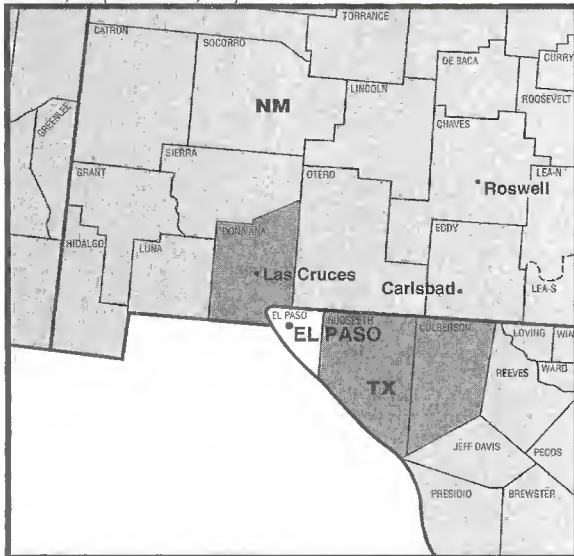 TORRANCE
CATRON
SOCORRO
DE BACA
CURRY
LINCOLN
ROOSEVELT
NM
GREENLEE
CHAVES
SIERRA
GRANT
OTERO
LEA-N
Roswell
DONA ANA
EDDY
HIDALGO
LUNA
Las Cruces
Carlsbad
LEA-S
EL PASO
HUDSPETH
CULBERSON
EL PASO
LOVING
WIN
WARD
REEVES
TX
JEFF DAVIS
PECOS
PRESIDIO
BREWSTER